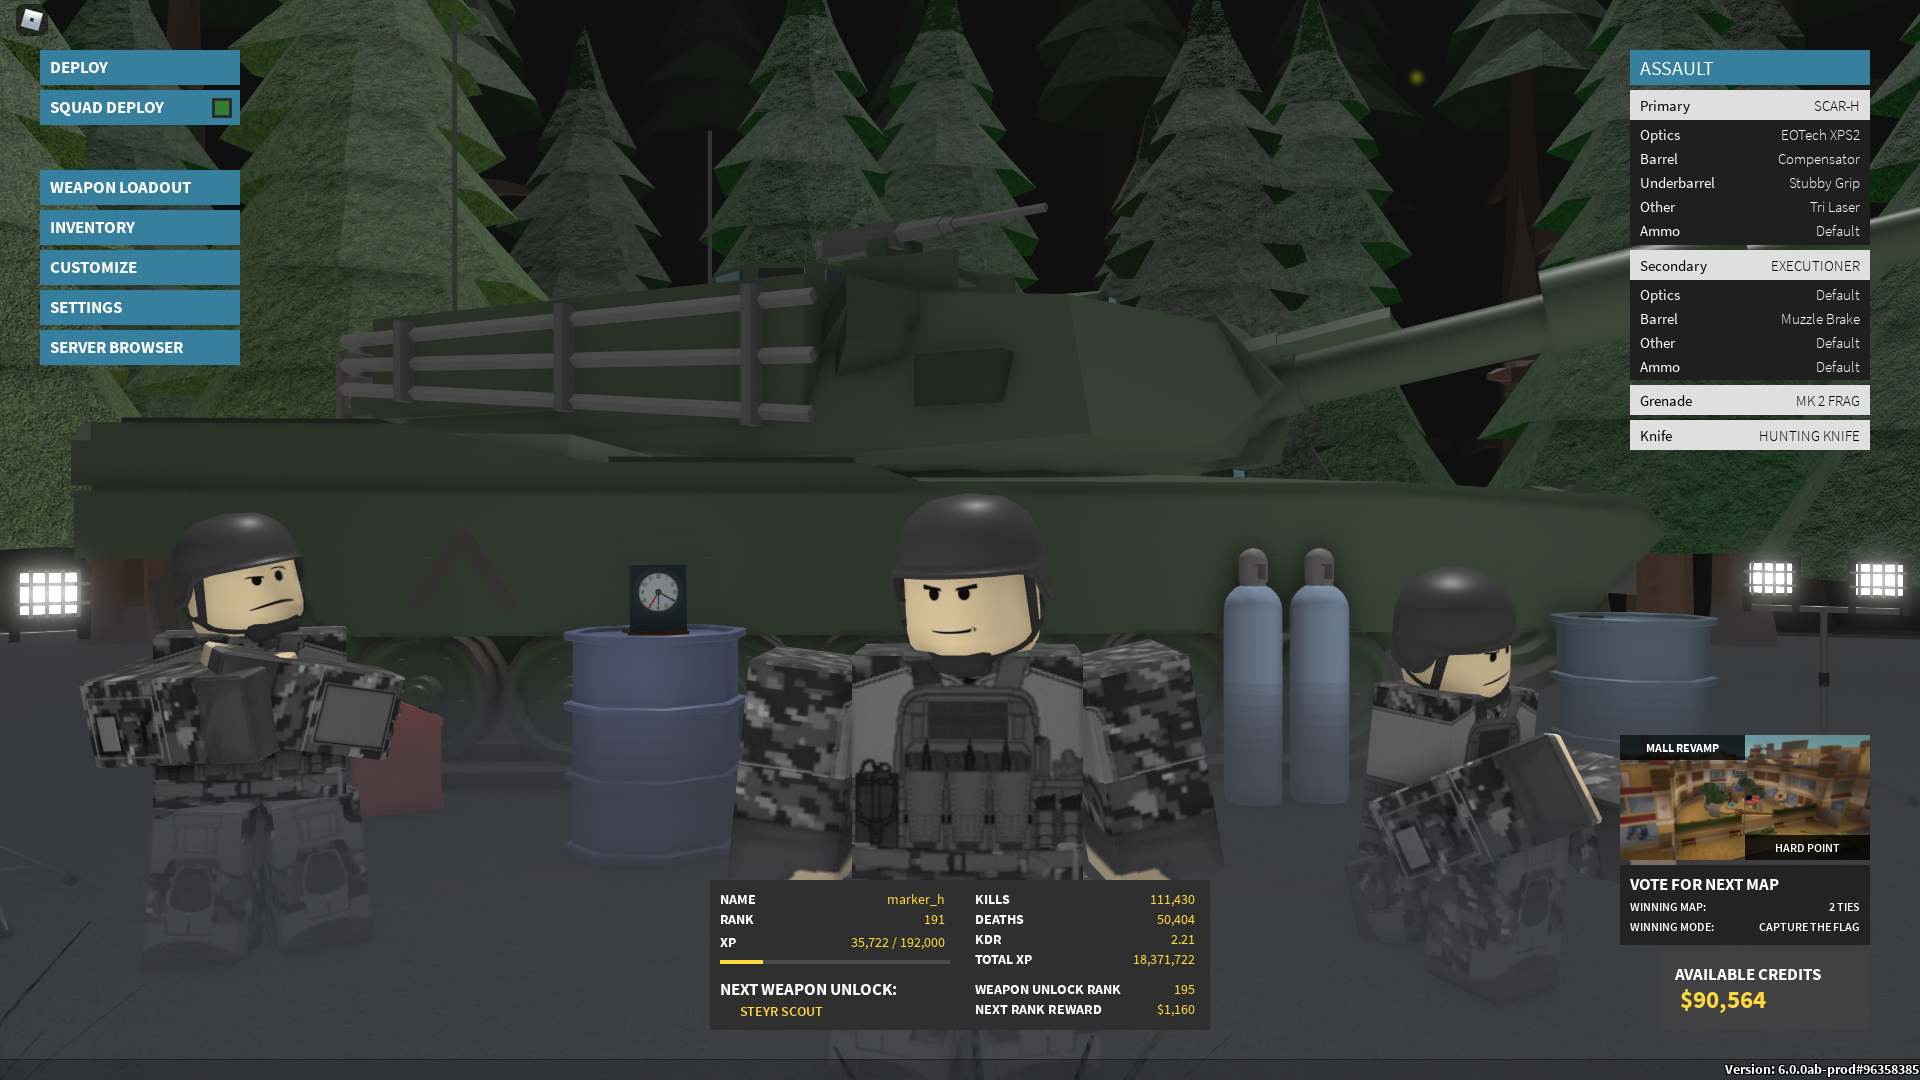 DEPLOY
SQUAD DEPLOY
WEAPON LOADOUT
INVENTORY
CUSTOMIZE
SETTINGS
SERVER BROWSER
ASSAULT
Primary SCAR-H
Optics EOTech XPS2
Barrel Compensator
Underbarrel Stubby Grip
Other Tri Laser
Ammo Default
Secondary EXECUTIONER
Optics Default
Barrel Muzzle Brake
Other Default
Ammo Default
Grenade MK 2 FRAG
Knife HUNTING KNIFE
MALL REVAMP
HARD POINT
VOTE FOR NEXT MAP
WINNING MAP: 2 TIES
WINNING MODE: CAPTURE THE FLAG
AVAILABLE CREDITS
$90,564
NAME marker_h
RANK 191
XP 35,722 / 192,000
NEXT WEAPON UNLOCK:
STEYR SCOUT
KILLS 111,430
DEATHS 50,404
KDR 2.21
TOTAL XP 18,371,722
WEAPON UNLOCK RANK 195
NEXT RANK REWARD $1,160
Version: 6.0.0ab-prod#96358385